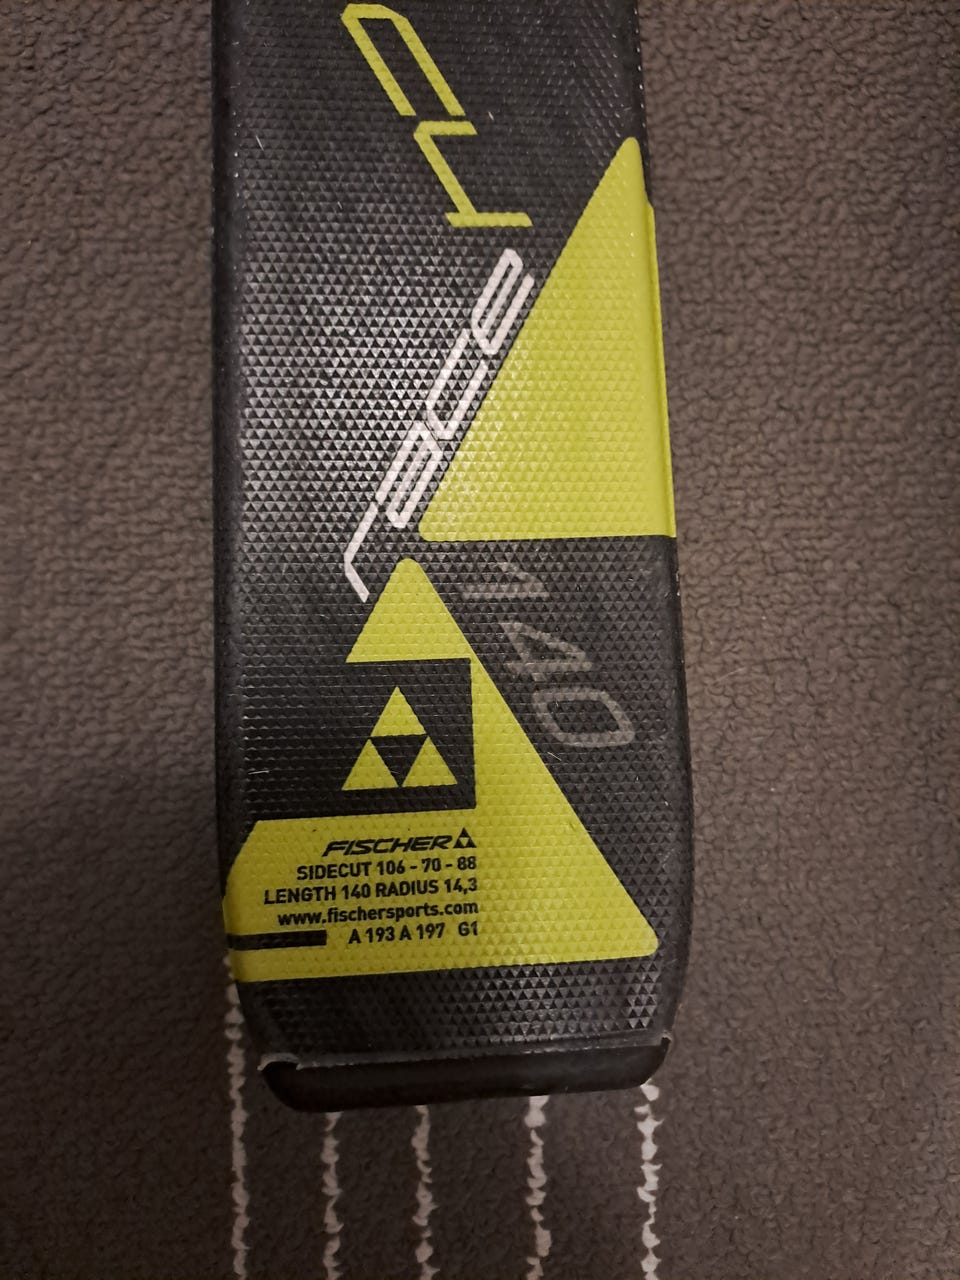 race
140
FISCHER
SIDECUT 106 - 70 - 88
LENGTH 140 RADIUS 14,3
www.fischersports.com
A 193 A 197 G1